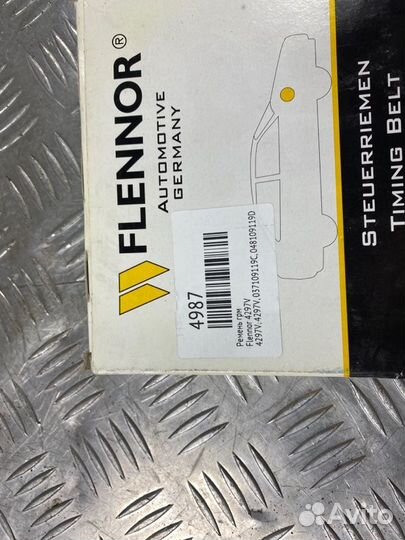 FLENNOR®
AUTOMOTIVE
GERMANY
STEUERRIEMEN
TIMING BELT
4987
Ремень грм
Flennor 4297V
4297V,4297V,037109119C,048109119D
Avito